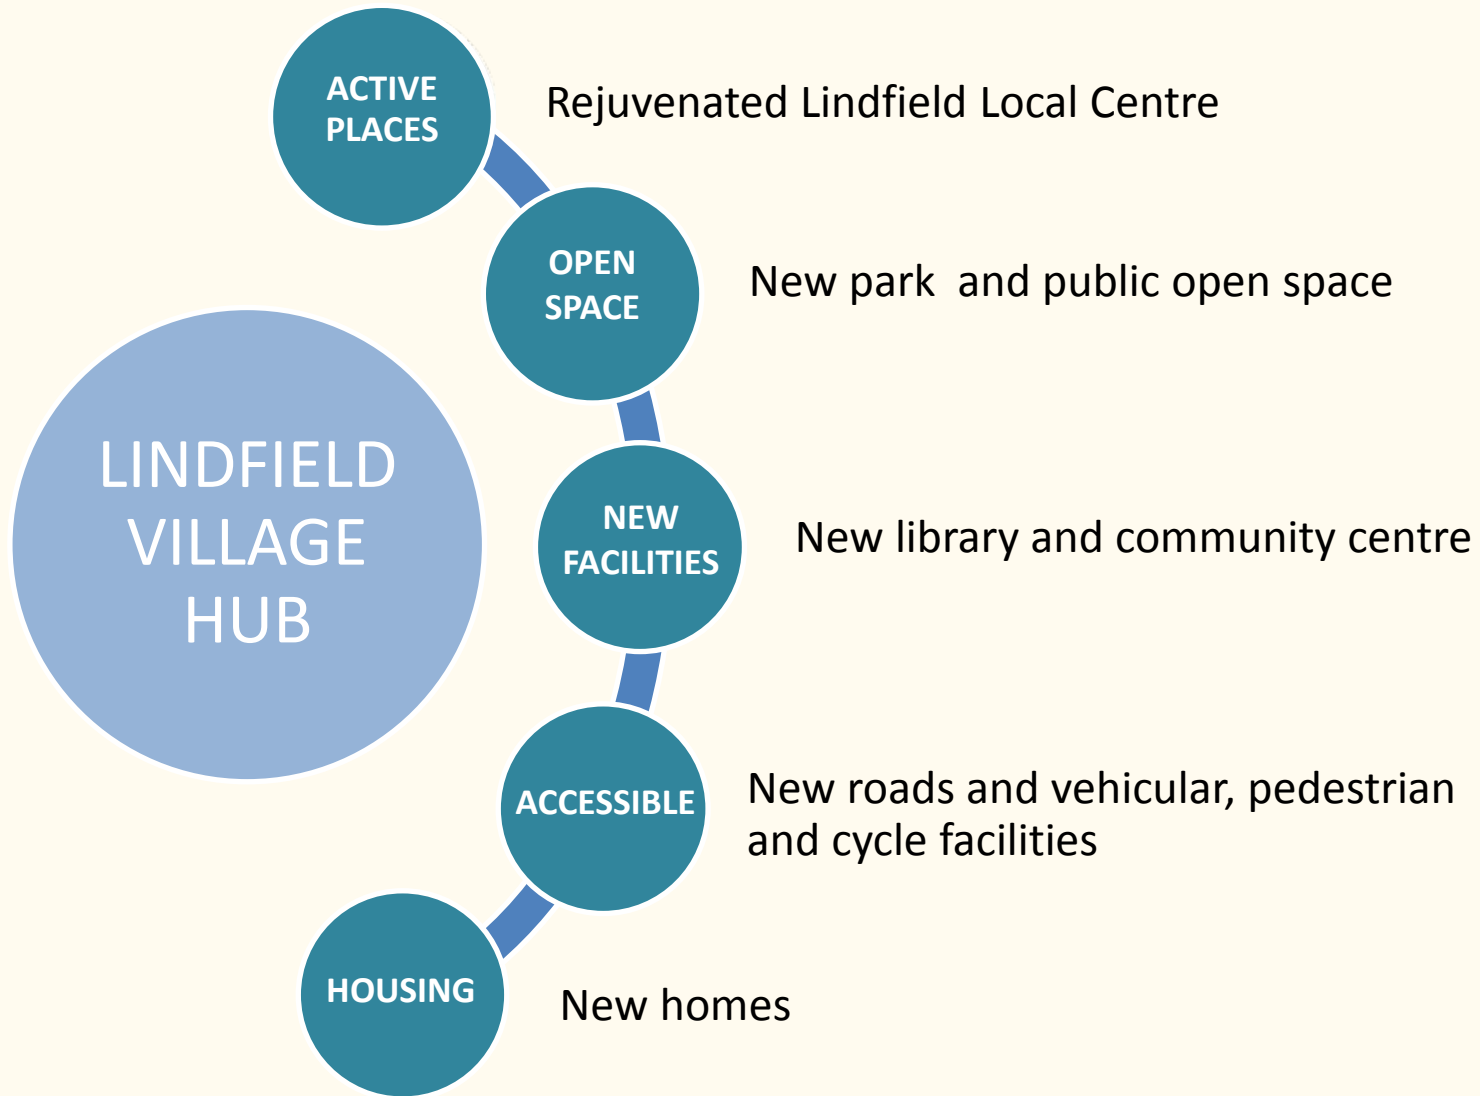 ACTIVE
PLACES
Rejuvenated Lindfield Local Centre
OPEN
SPACE
New park  and public open space
LINDFIELD
VILLAGE
HUB
NEW
FACILITIES
New library and community centre
ACCESSIBLE
New roads and vehicular, pedestrian
and cycle facilities
HOUSING
New homes